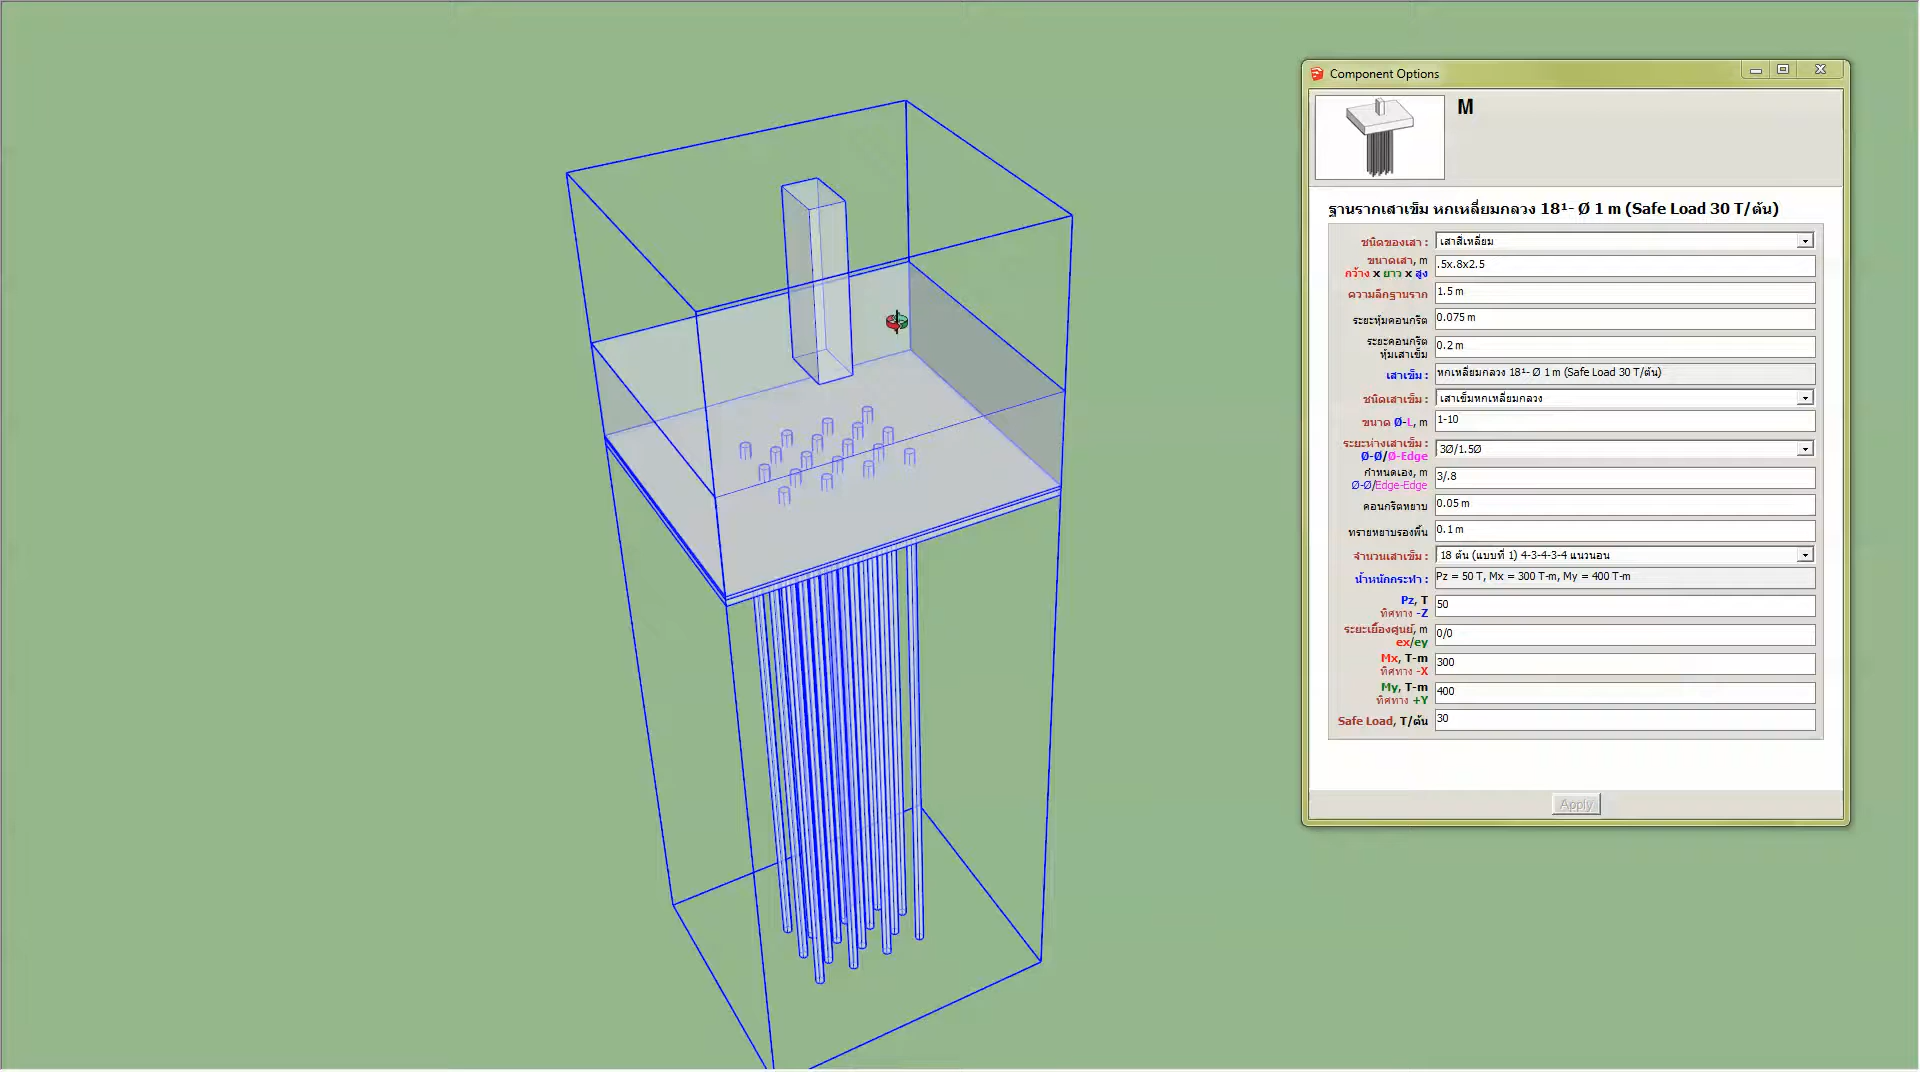 Component Options
M
ฐานรากเสาเข็ม หกเหลี่ยมกลวง 18¹- Ø 1 m (Safe Load 30 T/ต้น)
ชนิดของเสา : เสาสี่เหลี่ยม
ขนาดเสา, m
กว้าง x ยาว x สูง .5x.8x2.5
ความลึกฐานราก 1.5 m
ระยะหุ้มคอนกรีต 0.075 m
ระยะคอนกรีต
หุ้มเสาเข็ม 0.2 m
เสาเข็ม : หกเหลี่ยมกลวง 18¹- Ø 1 m (Safe Load 30 T/ต้น)
ชนิดเสาเข็ม : เสาเข็มหกเหลี่ยมกลวง
ขนาด Ø-L, m 1-10
ระยะห่างเสาเข็ม :
Ø-Ø/Ø-Edge 3Ø/1.5Ø
กำหนดเอง, m
Ø-Ø/Edge-Edge 3/.8
คอนกรีตหยาบ 0.05 m
ทรายหยาบรองพื้น 0.1 m
จำนวนเสาเข็ม : 18 ต้น (แบบที่ 1) 4-3-4-3-4 แนวนอน
น้ำหนักกระทำ : Pz = 50 T, Mx = 300 T-m, My = 400 T-m
Pz, T
ทิศทาง -Z 50
ระยะเยื้องศูนย์, m
ex/ey 0/0
Mx, T-m
ทิศทาง -X 300
My, T-m
ทิศทาง +Y 400
Safe Load, T/ต้น 30
Apply